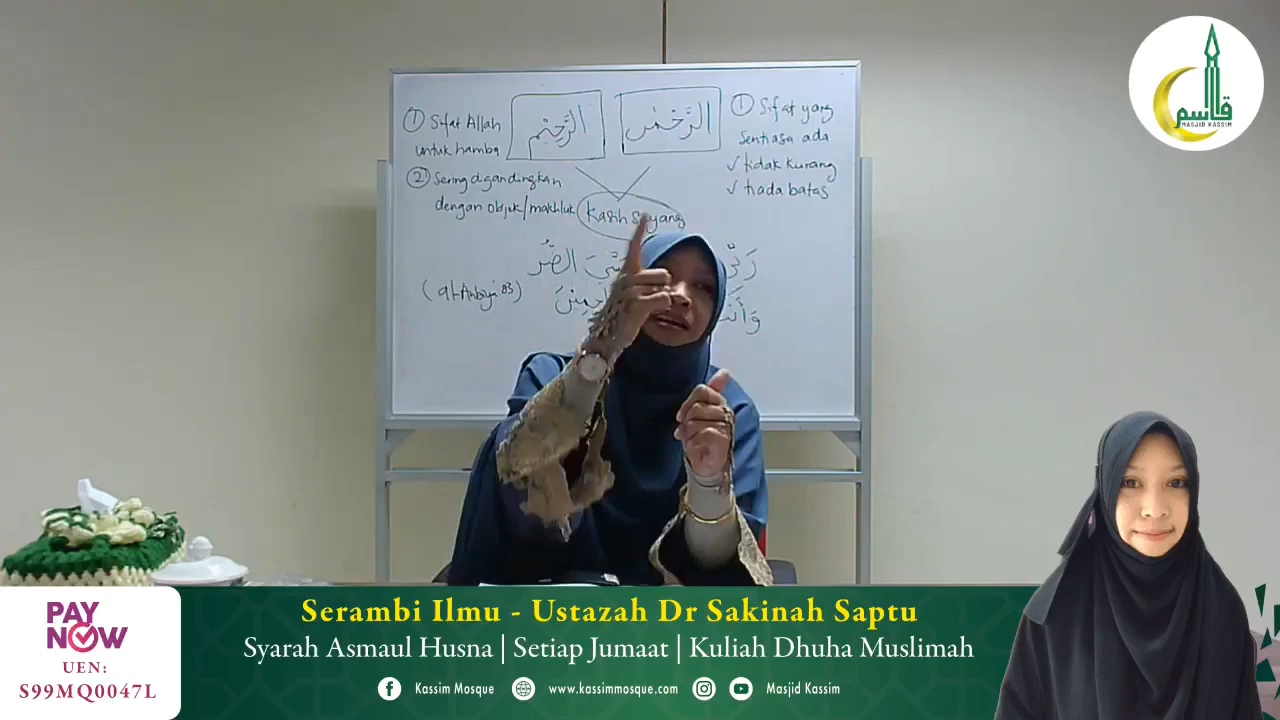 ① Sifat Allah
untuk hamba
② Sering digandingkan
dengan objek/makhluk
الرَّحِيْم
الرَّحْمٰن
① Sifat yang
sentiasa ada
✓ tidak kurang
✓ tiada batas
Kasih sayang
الضُّرُّ
وَأَنْتَ
(al-Anbiya 83)
قاسم
MASJID KASSIM
PAY
NOW
UEN:
S99MQ0047L
Serambi Ilmu - Ustazah Dr Sakinah Saptu
Syarah Asmaul Husna | Setiap Jumaat | Kuliah Dhuha Muslimah
Kassim Mosque www.kassimmosque.com Masjid Kassim